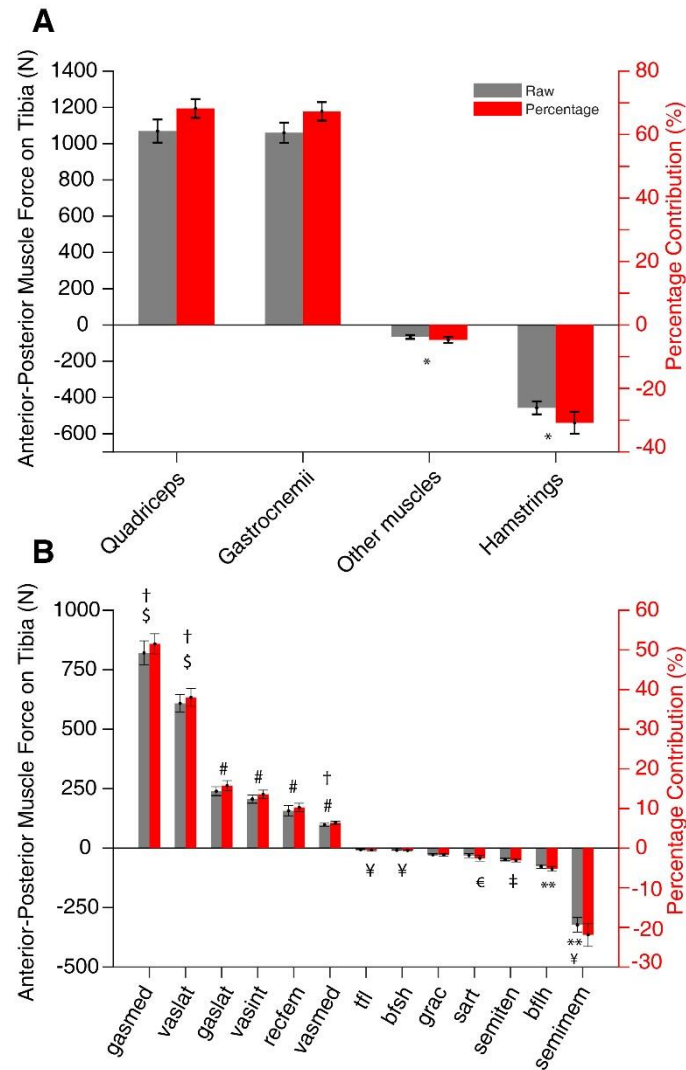 A
Anterior-Posterior Muscle Force on Tibia (N)
1400
1200
1000
800
600
400
200
0
-200
-400
-600
Raw
Percentage
80
60
40
20
0
-20
-40
Percentage Contribution (%)
*
*
Quadriceps
Gastrocnemii
Other muscles
Hamstrings
B
Anterior-Posterior Muscle Force on Tibia (N)
1000
750
500
250
0
-250
-500
†
$
†
$
#
#
#
†
#
¥
¥
€
‡
**
**
¥
60
50
40
30
20
10
0
-10
-20
-30
Percentage Contribution (%)
gasmed
vaslat
gaslat
vasint
recfem
vasmed
tfl
bfsh
grac
sart
semiten
bflh
semimem